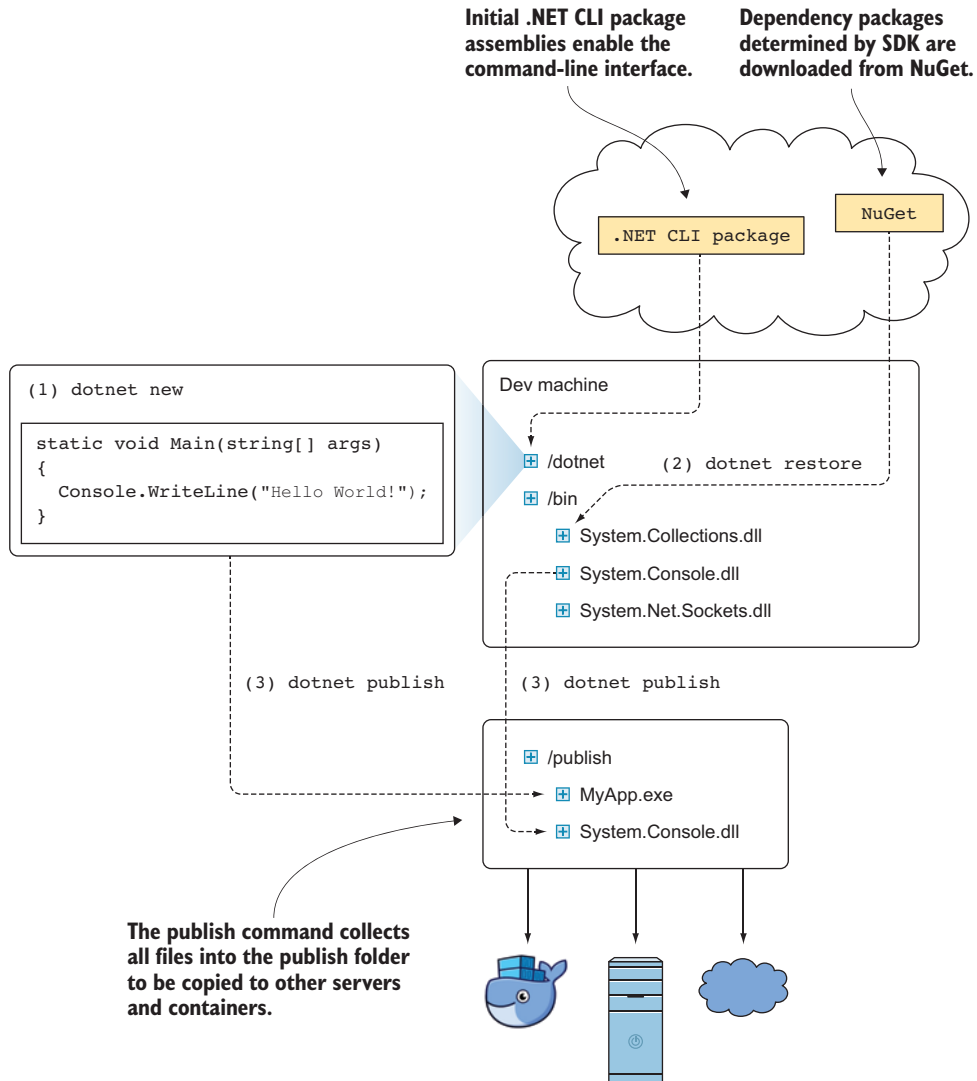 Initial .NET CLI package
assemblies enable the
command-line interface.
Dependency packages
determined by SDK are
downloaded from NuGet.
.NET CLI package
NuGet
(1) dotnet new
static void Main(string[] args)
{
  Console.WriteLine("Hello World!");
}
Dev machine
/dotnet
(2) dotnet restore
/bin
System.Collections.dll
System.Console.dll
System.Net.Sockets.dll
(3) dotnet publish
(3) dotnet publish
/publish
MyApp.exe
System.Console.dll
The publish command collects
all files into the publish folder
to be copied to other servers
and containers.